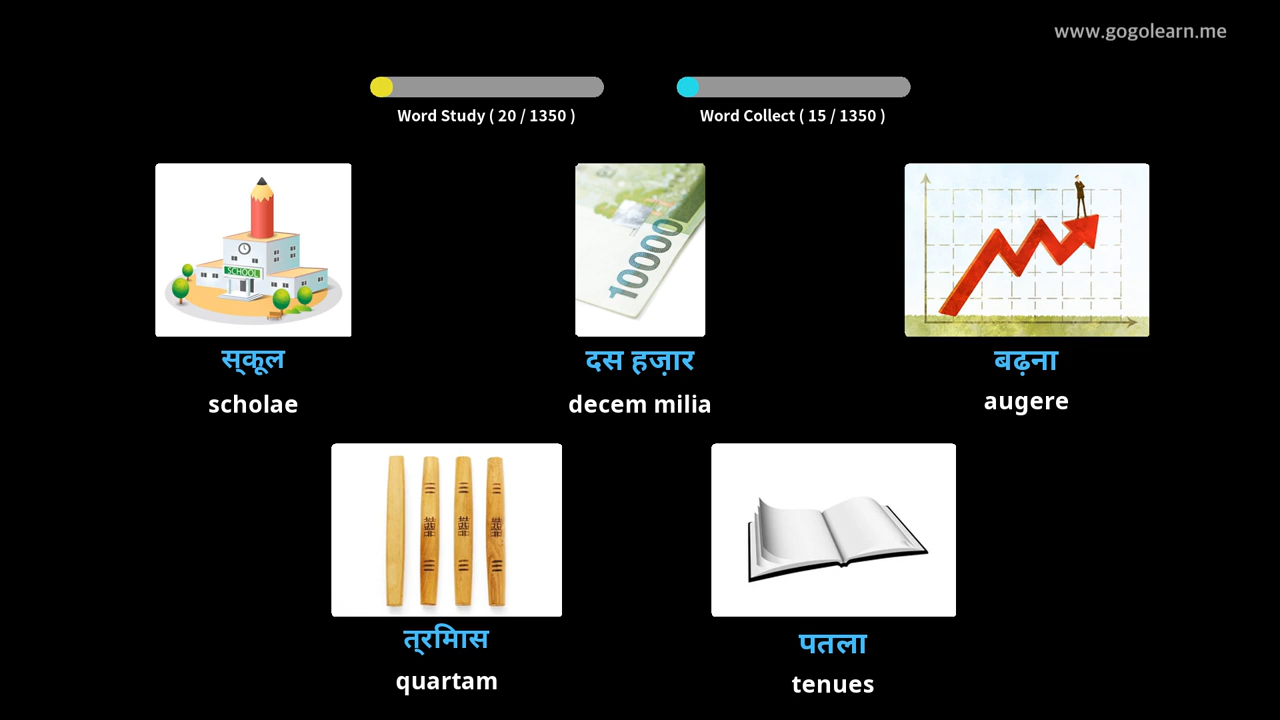 www.gogolearn.me
Word Study ( 20 / 1350 )
Word Collect ( 15 / 1350 )
SCHOOL
10000
स्कूल
दस हज़ार
बढ़ना
scholae
decem milia
augere
त्रिमास
पतला
quartam
tenues